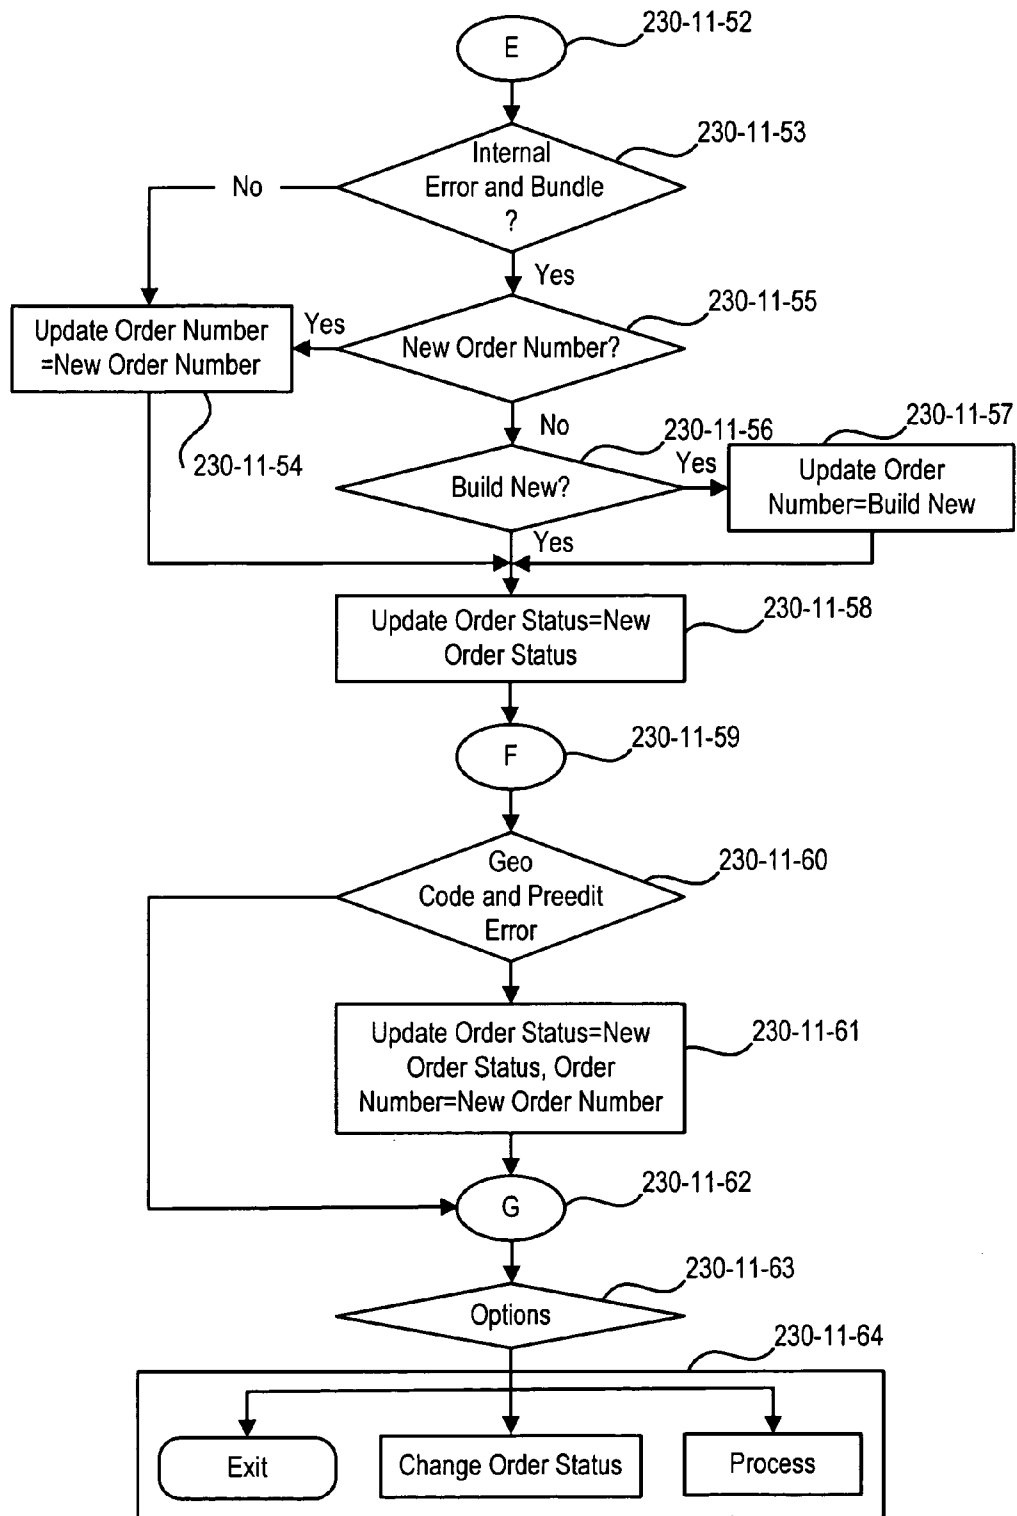 230-11-52
E
230-11-53
Internal
Error and Bundle
?
No
Yes
230-11-55
Update Order Number
=New Order Number
Yes
New Order Number?
230-11-54
No
230-11-56
230-11-57
Build New?
Yes
Update Order
Number=Build New
Yes
230-11-58
Update Order Status=New
Order Status
230-11-59
F
230-11-60
Geo
Code and Preedit
Error
230-11-61
Update Order Status=New
Order Status, Order
Number=New Order Number
230-11-62
G
230-11-63
Options
230-11-64
Exit
Change Order Status
Process